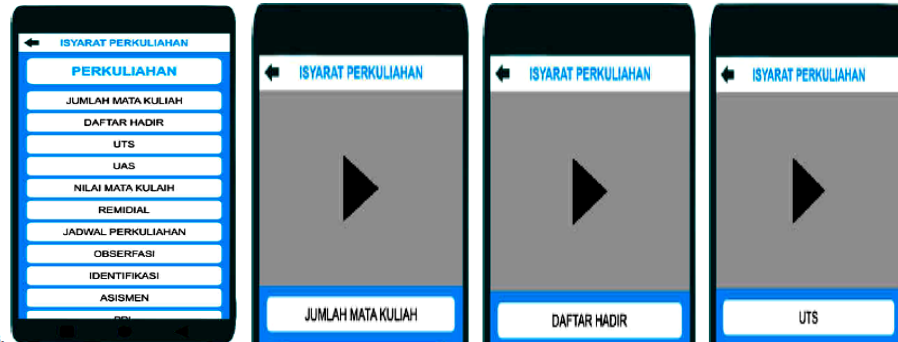 ISYARAT PERKULIAHAN
PERKULIAHAN
JUMLAH MATA KULIAH
DAFTAR HADIR
UTS
UAS
NILAI MATA KULAIH
REMIDIAL
JADWAL PERKULIAHAN
OBSERFASI
IDENTIFIKASI
ASISMEN
ISYARAT PERKULIAHAN
JUMLAH MATA KULIAH
ISYARAT PERKULIAHAN
DAFTAR HADIR
ISYARAT PERKULIAHAN
UTS